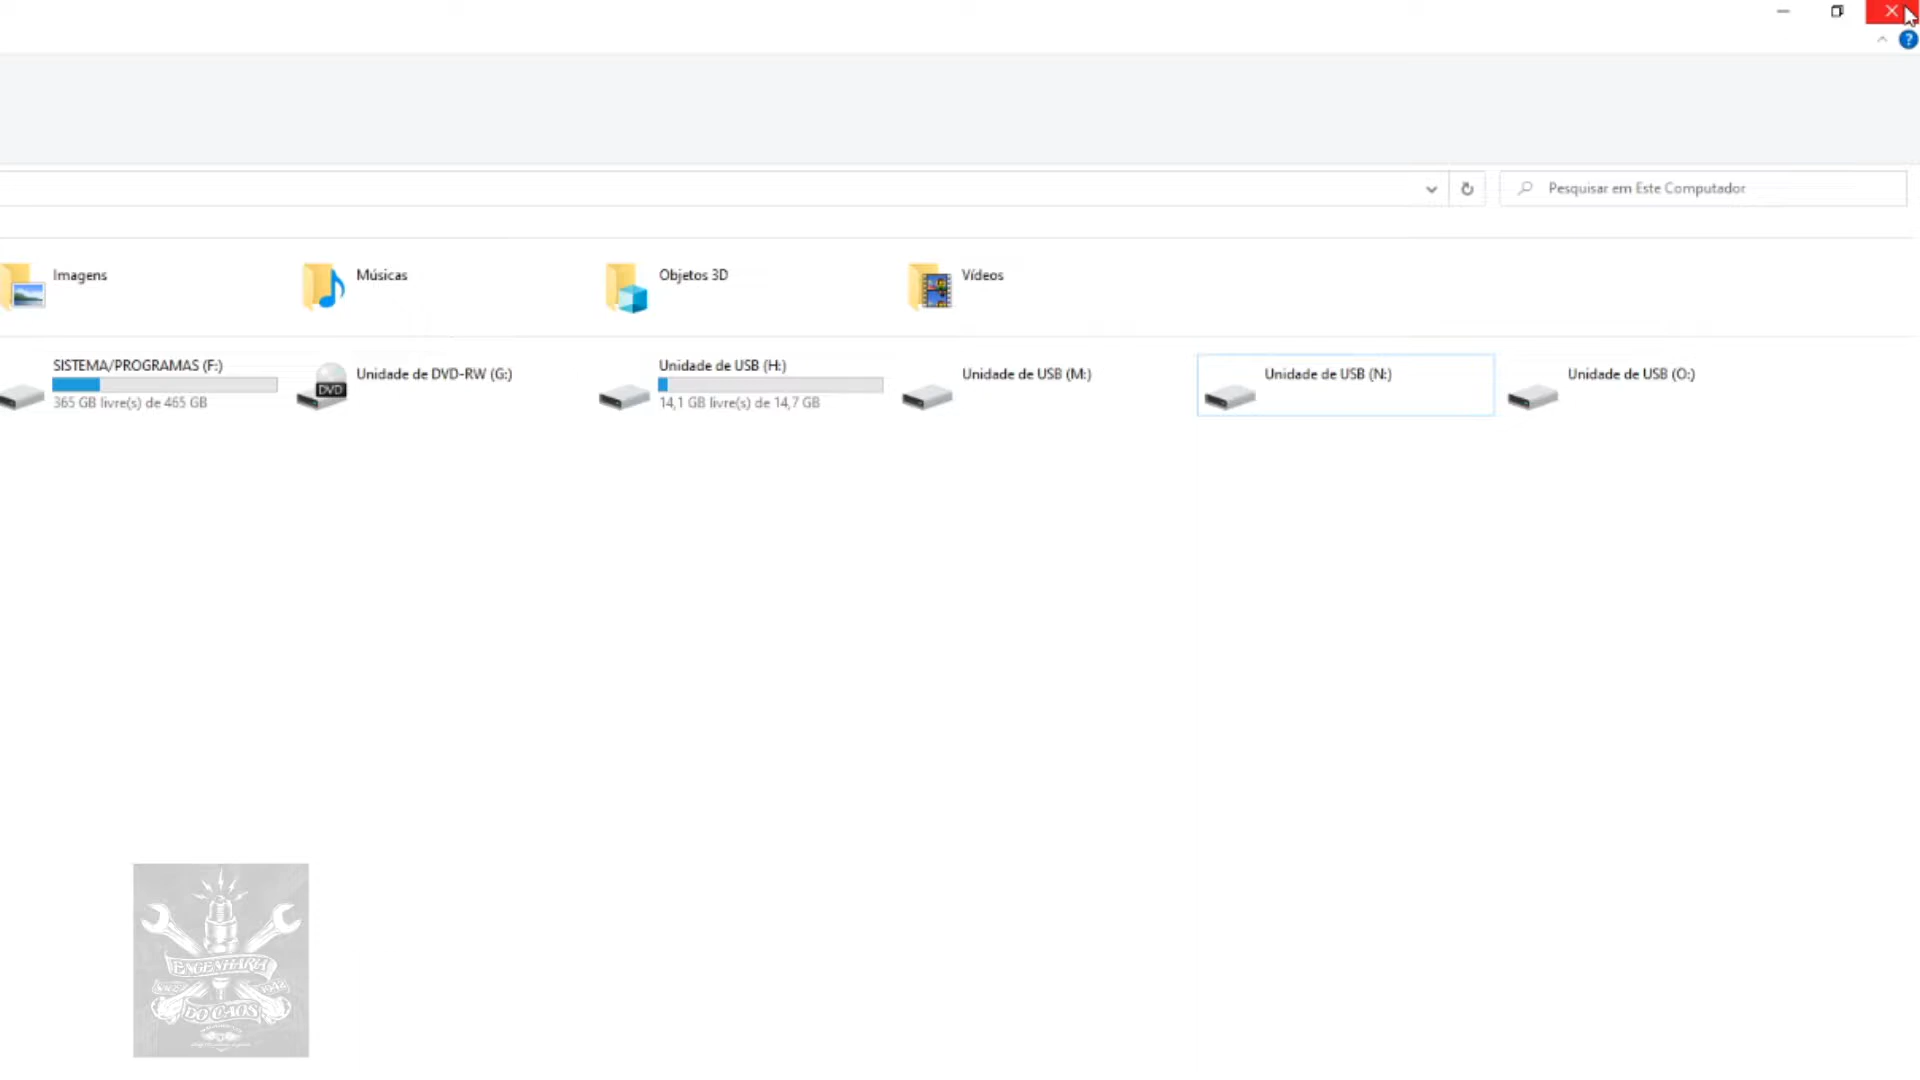 Pesquisar em Este Computador
Imagens
Músicas
Objetos 3D
Vídeos
SISTEMA/PROGRAMAS (F:)
365 GB livre(s) de 465 GB
DVD
Unidade de DVD-RW (G:)
Unidade de USB (H:)
14,1 GB livre(s) de 14,7 GB
Unidade de USB (M:)
Unidade de USB (N:)
Unidade de USB (O:)
ENGENHARIA
DO CAOS